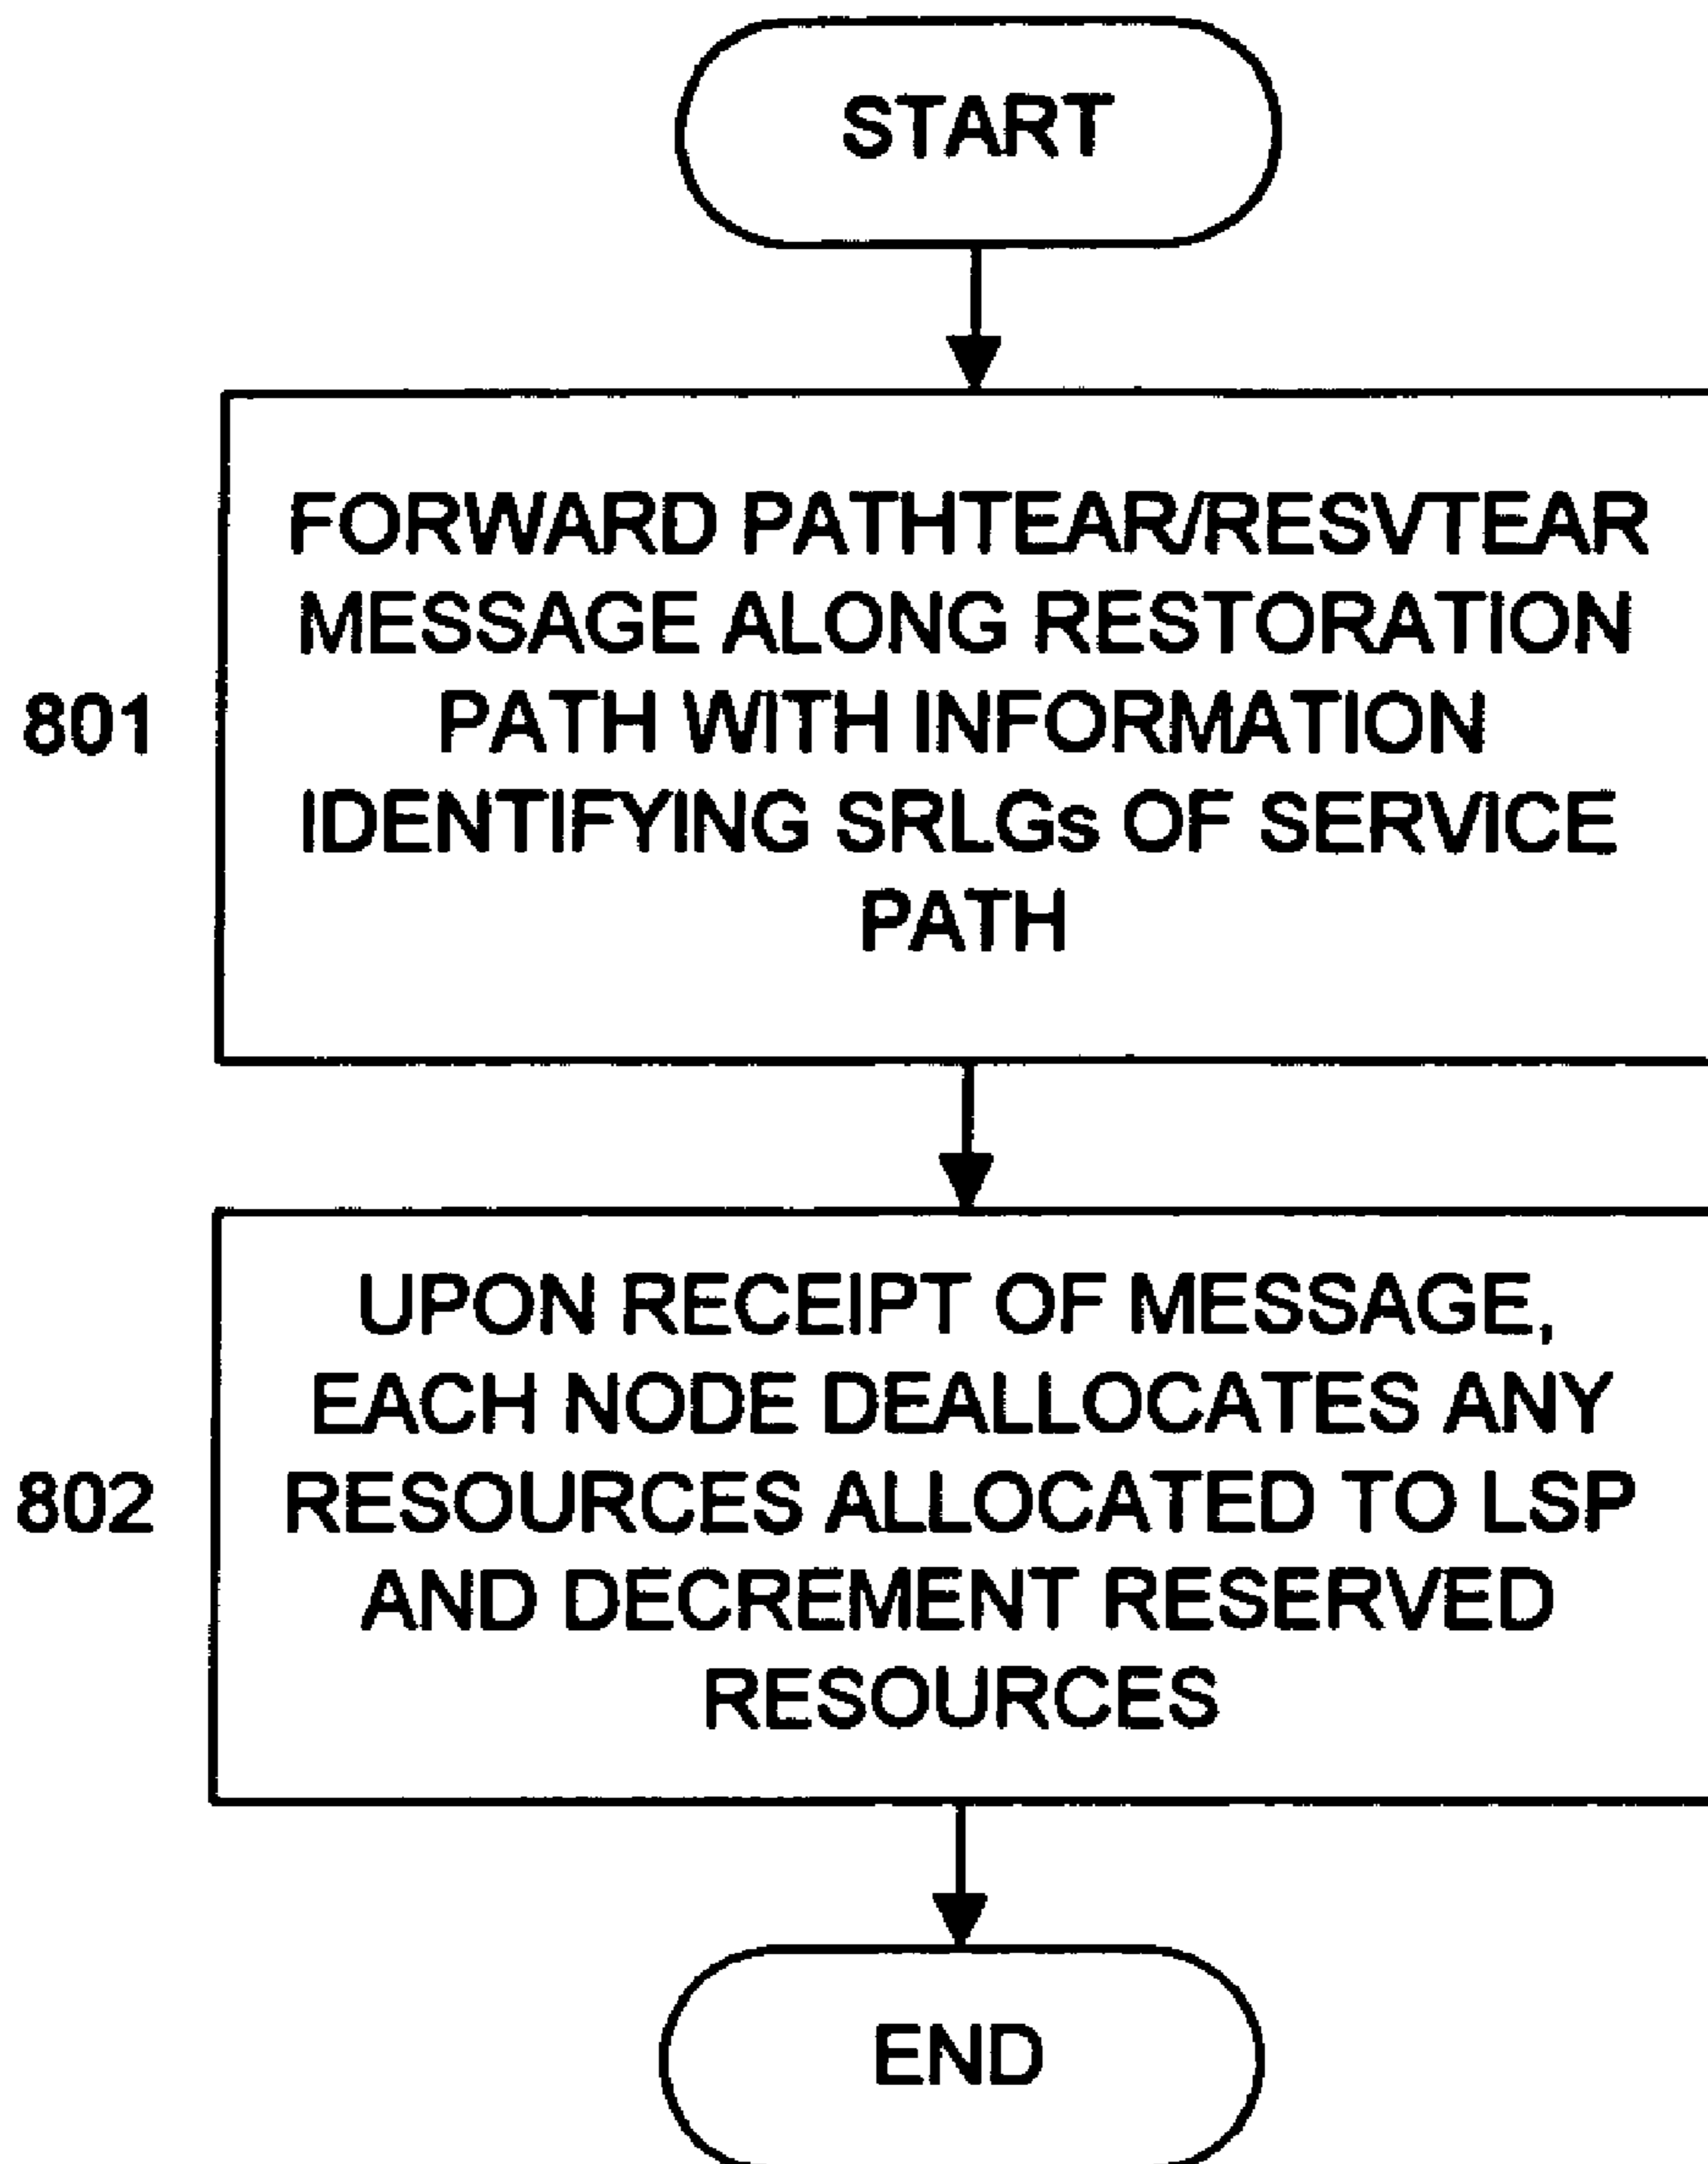 START
FORWARD PATHTEAR/RESVTEAR
MESSAGE ALONG RESTORATION
801
PATH WITH INFORMATION
IDENTIFYING SRLGs OF SERVICE
PATH
UPON RECEIPT OF MESSAGE,
EACH NODE DEALLOCATES ANY
802
RESOURCES ALLOCATED TO LSP
AND DECREMENT RESERVED
RESOURCES
END